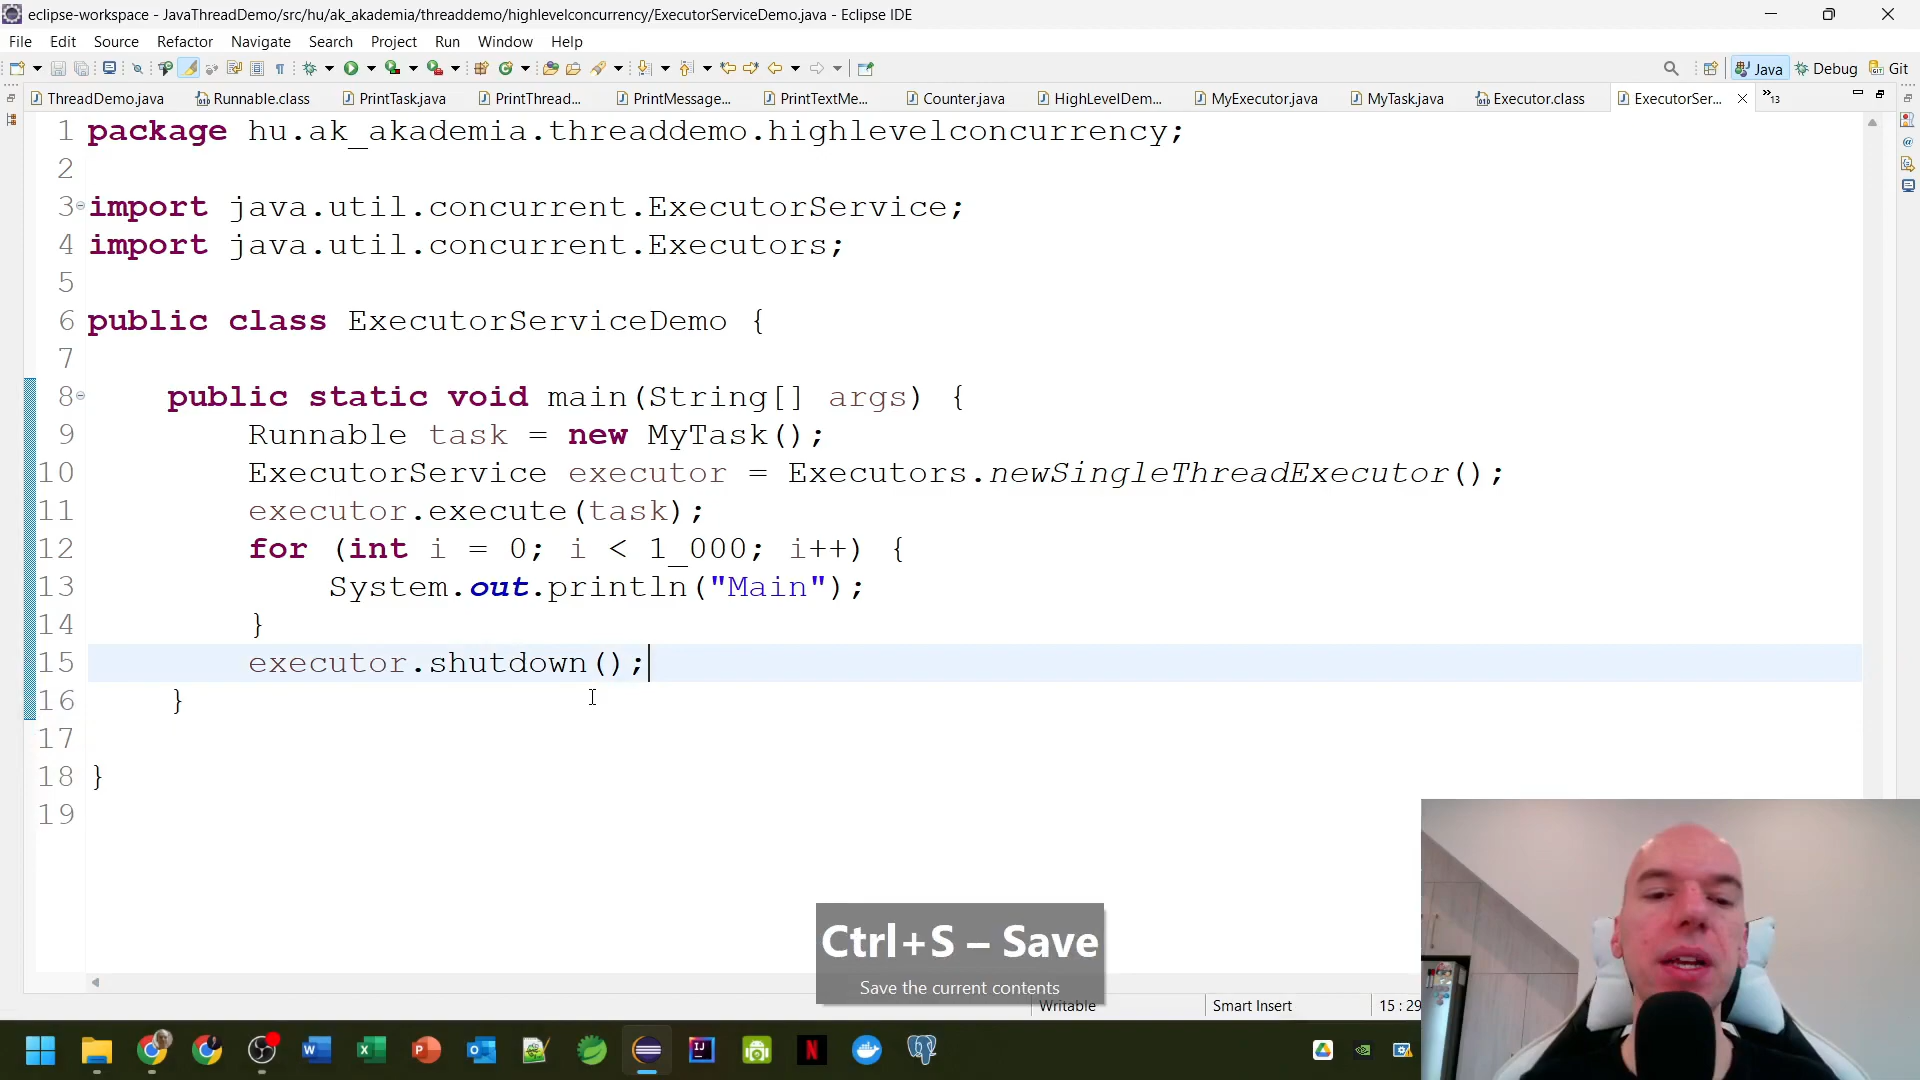 eclipse-workspace - JavaThreadDemo/src/hu/ak_akademia/threaddemo/highlevelconcurrency/ExecutorServiceDemo.java - Eclipse IDE
File Edit Source Refactor Navigate Search Project Run Window Help
Java Debug Git
ThreadDemo.java Runnable.class PrintTask.java PrintThread... PrintMessage... PrintTextMe... Counter.java HighLevelDem... MyExecutor.java MyTask.java Executor.class ExecutorSer... »13
1 package hu.ak_akademia.threaddemo.highlevelconcurrency;
2
3 import java.util.concurrent.ExecutorService;
4 import java.util.concurrent.Executors;
5
6 public class ExecutorServiceDemo {
7
8 public static void main(String[] args) {
9 Runnable task = new MyTask();
10 ExecutorService executor = Executors.newSingleThreadExecutor();
11 executor.execute(task);
12 for (int i = 0; i < 1_000; i++) {
13 System.out.println("Main");
14 }
15 executor.shutdown();
16 }
17
18 }
19
Ctrl+S – Save
Save the current contents
Writable Smart Insert 15 : 29